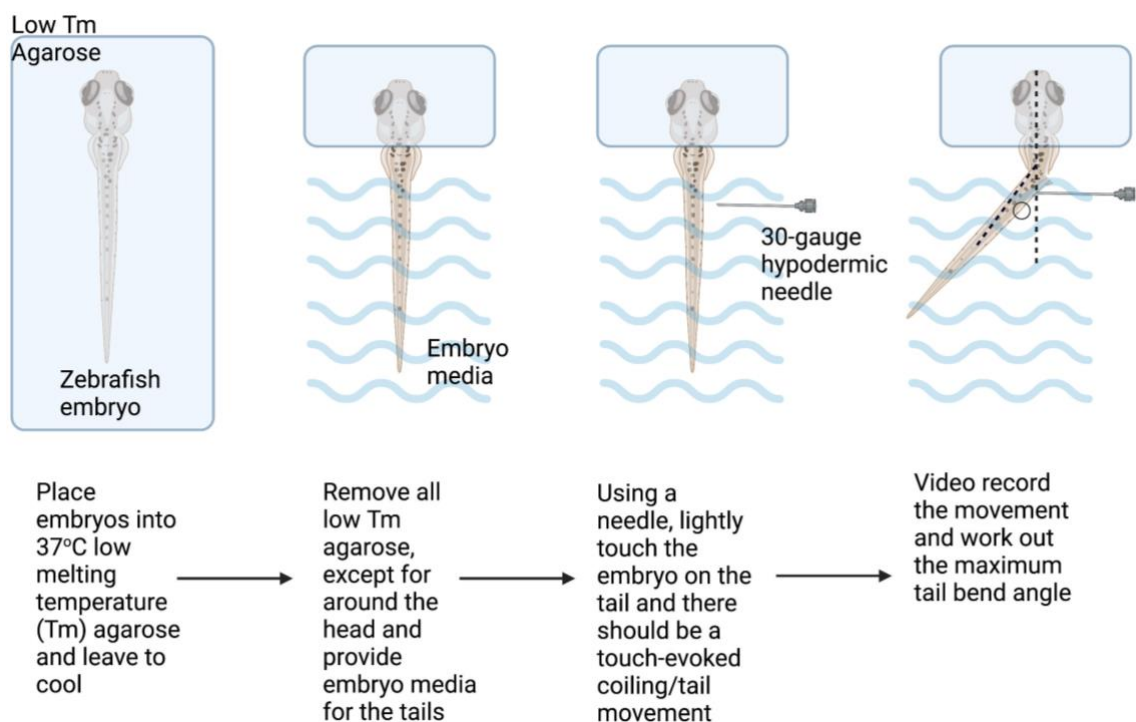 Low Tm
Agarose
Zebrafish
embryo
Embryo
media
30-gauge
hypodermic
needle
Place
embryos into
37ºC low
melting
temperature
(Tm) agarose
and leave to
cool
Remove all
low Tm
agarose,
except for
around the
head and
provide
embryo media
for the tails
Using a
needle, lightly
touch the
embryo on the
tail and there
should be a
touch-evoked
coiling/tail
movement
Video record
the movement
and work out
the maximum
tail bend angle